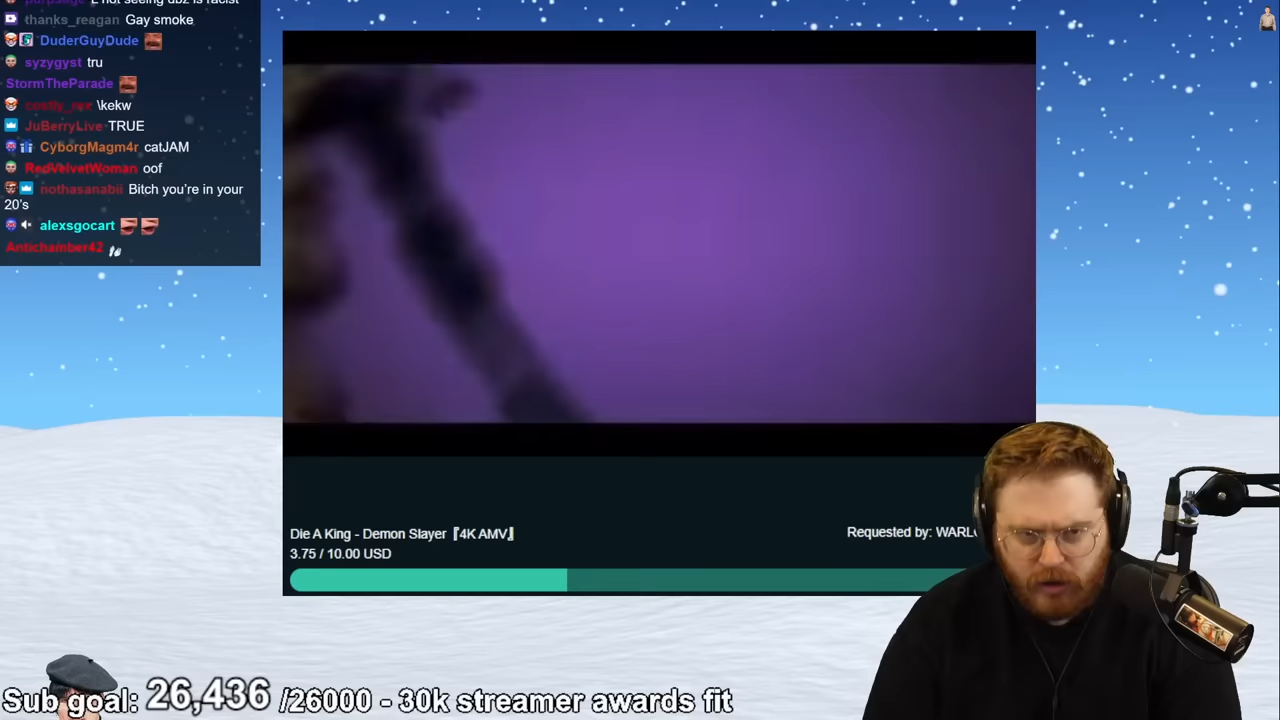 thanks_reagan Gay smoke
DuderGuyDude
syzygyst tru
StormTheParade
costly_rez \kekw
JuBerryLive TRUE
CyborgMagm4r catJAM
RedVelvetWoman oof
nothasanabii Bitch you're in your
20's
alexsgocart
Antichamber42
Die A King - Demon Slayer『4K AMV』
Requested by:
3.75 / 10.00 USD
Sub goal: 26,436 /26000 - 30k streamer awards fit